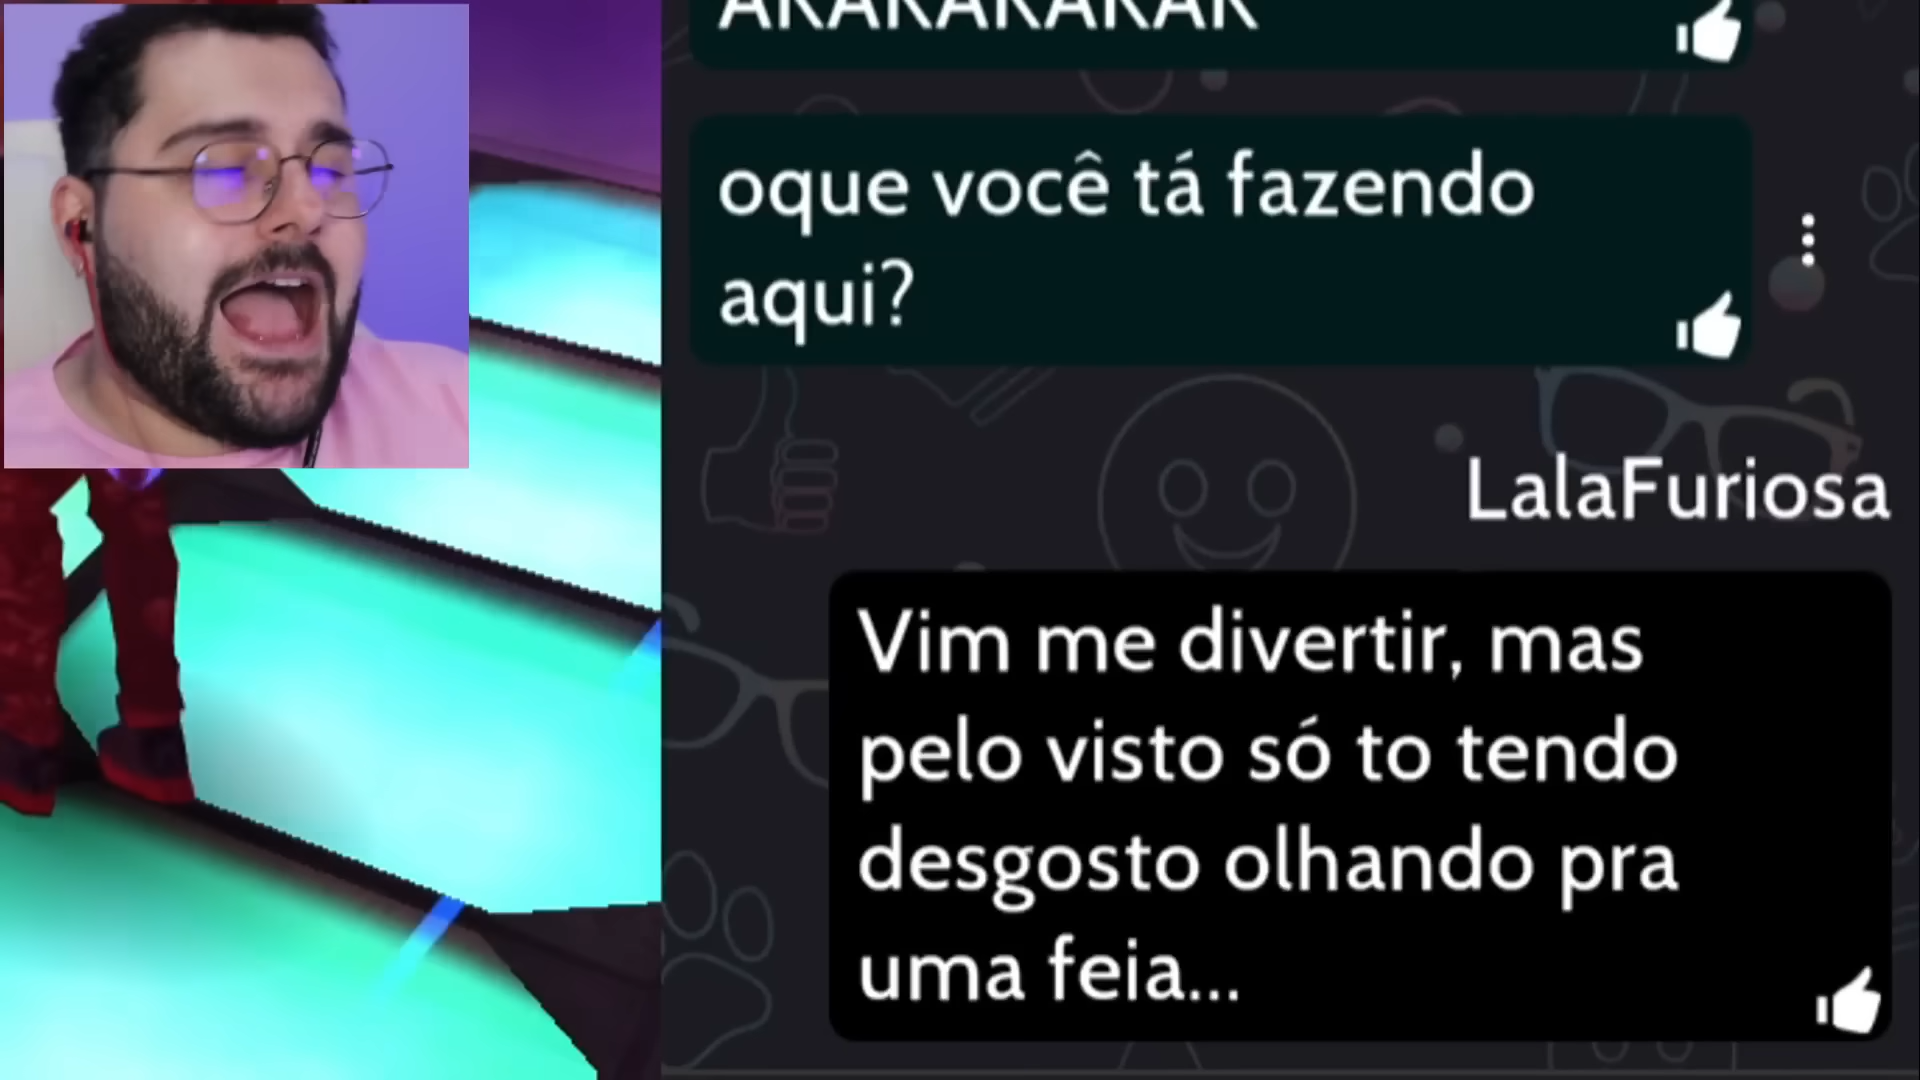 AKAKAKAKAK
oque você tá fazendo
aqui?
LalaFuriosa
Vim me divertir, mas
pelo visto só to tendo
desgosto olhando pra
uma feia...